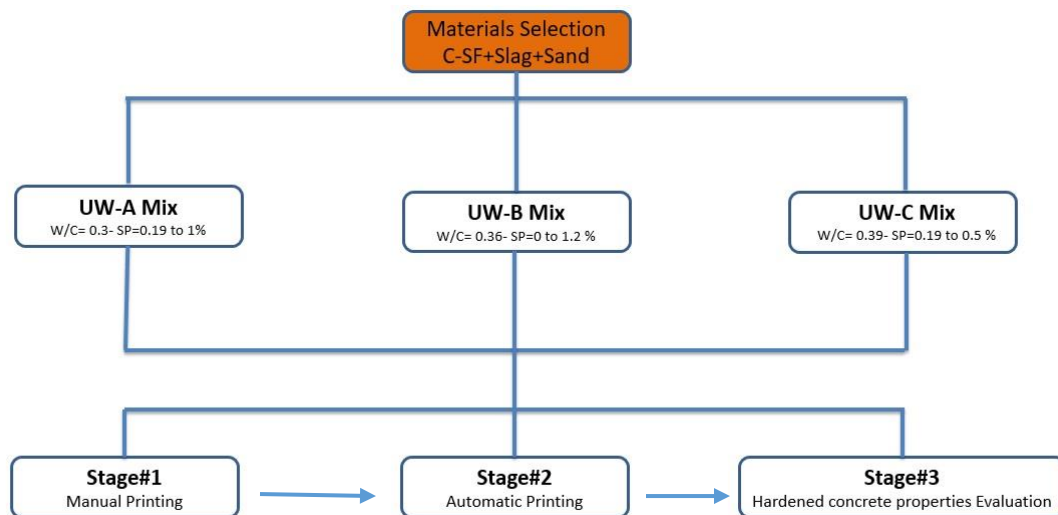 Materials Selection
C-SF+Slag+Sand
UW-A Mix
W/C= 0.3- SP=0.19 to 1%
UW-B Mix
W/C= 0.36- SP=0 to 1.2 %
UW-C Mix
W/C= 0.39- SP=0.19 to 0.5 %
Stage#1
Manual Printing
Stage#2
Automatic Printing
Stage#3
Hardened concrete properties Evaluation